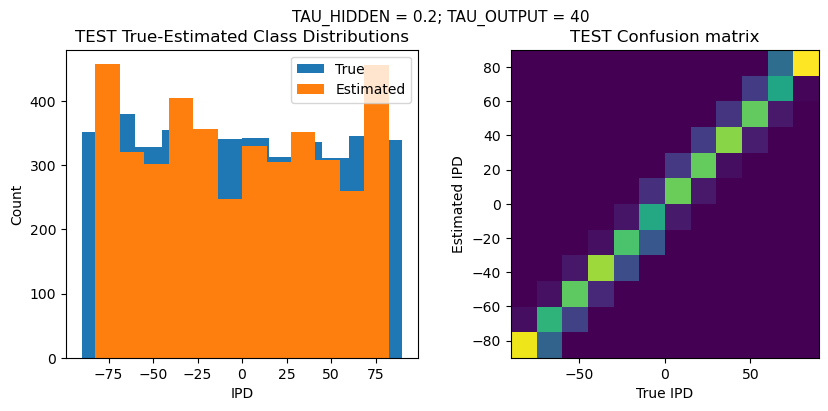 TAU_HIDDEN = 0.2; TAU_OUTPUT = 40
TEST True-Estimated Class Distributions
True
Estimated
400
300
200
100
0
Count
−75
−50
−25
0
25
50
75
IPD
TEST Confusion matrix
80
60
40
20
0
−20
−40
−60
−80
Estimated IPD
−50
0
50
True IPD